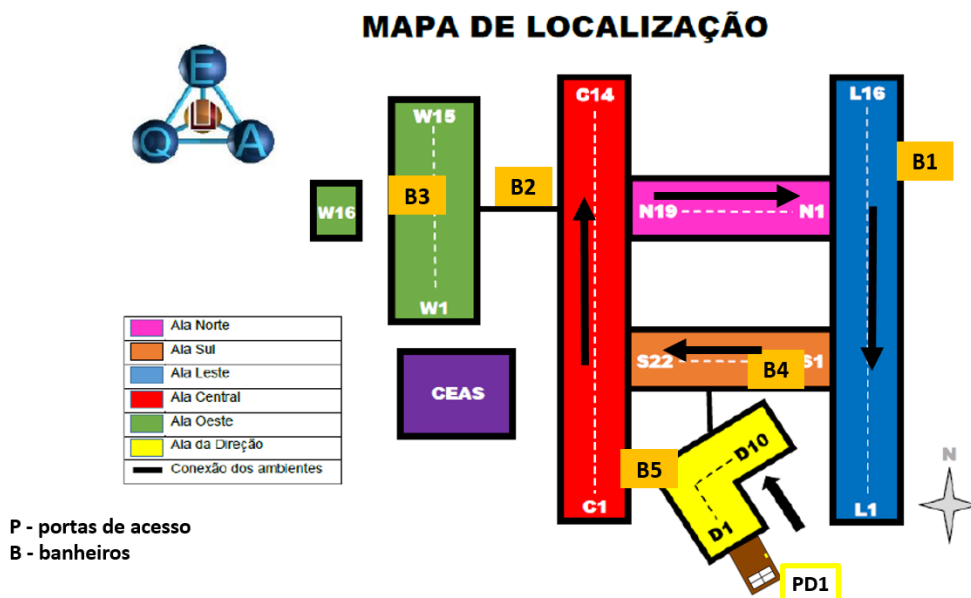 MAPA DE LOCALIZAÇÃO
E
L
Q A
C14
L16
W15
B1
B2
B3
W16
N19 N1
W1
Ala Norte
Ala Sul
Ala Leste
Ala Central
Ala Oeste
Ala da Direção
Conexão dos ambientes
S22 S1
B4
CEAS
D10
B5
N
C1
L1
D1
P - portas de acesso
B - banheiros
PD1